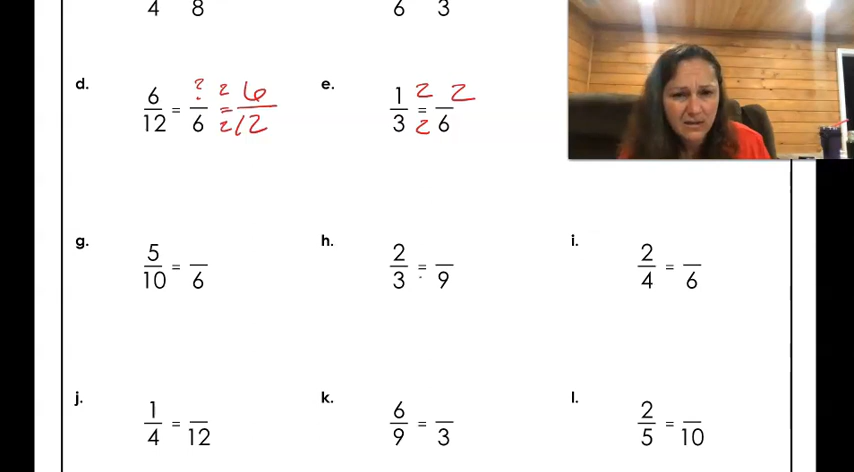 4 8 6 3
d. 6/12 = ?/6 2/2 = 6/12 e. 1/3 2/2 = 2/6
g. 5/10 = /6 h. 2/3 = /9 i. 2/4 = /6
j. 1/4 = /12 k. 6/9 = /3 l. 2/5 = /10